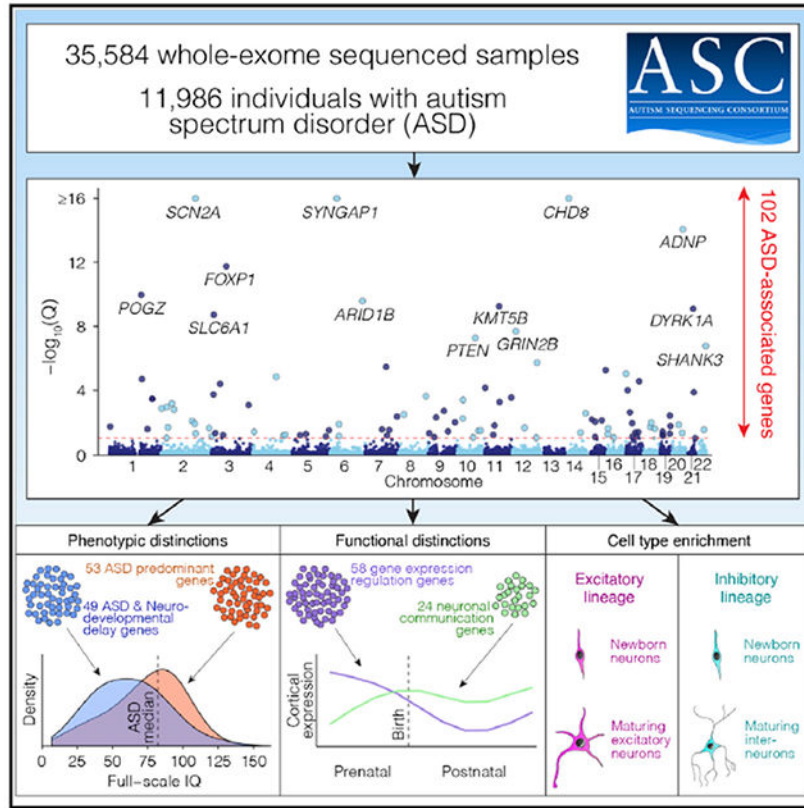 35,584 whole-exome sequenced samples
11,986 individuals with autism
spectrum disorder (ASD)
ASC
AUTISM SEQUENCING CONSORTIUM
≥16
12
8
4
0
−log₁₀(Q)
SCN2A
SYNGAP1
CHD8
ADNP
FOXP1
POGZ
SLC6A1
ARID1B
KMT5B
PTEN
GRIN2B
DYRK1A
SHANK3
102 ASD-associated genes
1 2 3 4 5 6 7 8 9 10 11 12 13 14 16 18 20 22
15 17 19 21
Chromosome
Phenotypic distinctions
53 ASD predominant
genes
49 ASD & Neuro-
developmental
delay genes
Density
ASD
median
0 25 50 75 100 125 150
Full−scale IQ
Functional distinctions
58 gene expression
regulation genes
24 neuronal
communication
genes
Cortical
expression
Birth
Prenatal Postnatal
Cell type enrichment
Excitatory
lineage
Newborn
neurons
Maturing
excitatory
neurons
Inhibitory
lineage
Newborn
neurons
Maturing
inter-
neurons